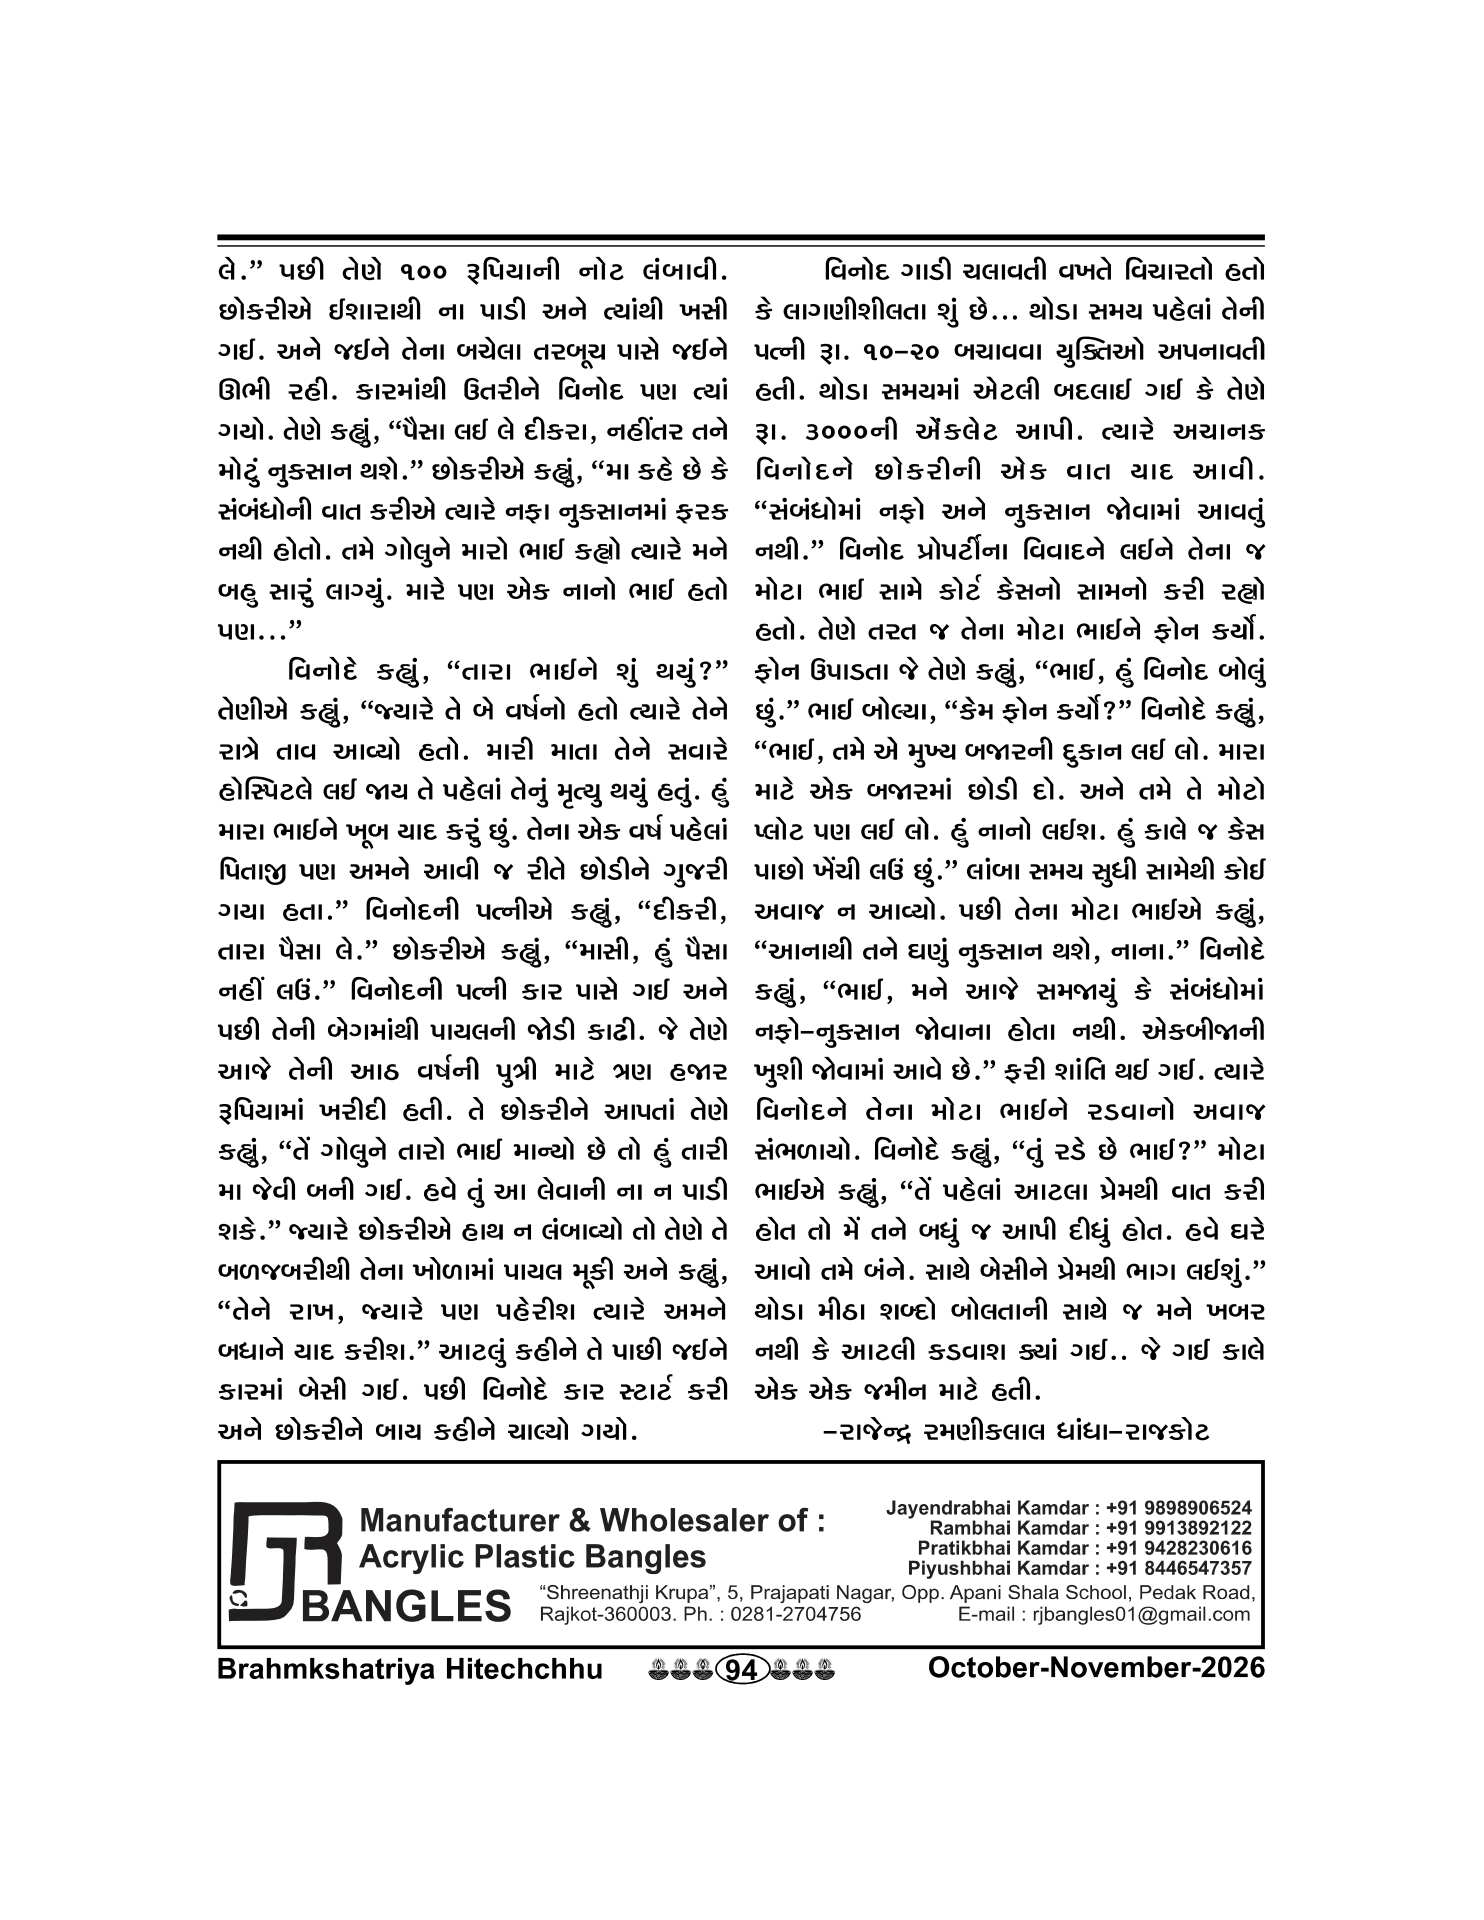 લે.” પછી તેણે ૧૦૦ રૂપિયાની નોટ લંબાવી.
છોકરીએ ઈશારાથી ના પાડી અને ત્યાંથી ખસી
ગઈ. અને જઈને તેના બચેલા તરબૂચ પાસે જઈને
ઊભી રહી. કારમાંથી ઉતરીને વિનોદ પણ ત્યાં
ગયો. તેણે કહ્યું, “પૈસા લઈ લે દીકરા, નહીંતર તને
મોટું નુકસાન થશે.” છોકરીએ કહ્યું, “મા કહે છે કે
સંબંધોની વાત કરીએ ત્યારે નફા નુકસાનમાં ફરક
નથી હોતો. તમે ગોલુને મારો ભાઈ કહ્યો ત્યારે મને
બહુ સારું લાગ્યું. મારે પણ એક નાનો ભાઈ હતો
પણ...”
વિનોદે કહ્યું, “તારા ભાઈને શું થયું?”
તેણીએ કહ્યું, “જ્યારે તે બે વર્ષનો હતો ત્યારે તેને
રાત્રે તાવ આવ્યો હતો. મારી માતા તેને સવારે
હોસ્પિટલે લઈ જાય તે પહેલાં તેનું મૃત્યુ થયું હતું. હું
મારા ભાઈને ખૂબ યાદ કરું છું. તેના એક વર્ષ પહેલાં
પિતાજી પણ અમને આવી જ રીતે છોડીને ગુજરી
ગયા હતા.” વિનોદની પત્નીએ કહ્યું, “દીકરી,
તારા પૈસા લે.” છોકરીએ કહ્યું, “માસી, હું પૈસા
નહીં લઉં.” વિનોદની પત્ની કાર પાસે ગઈ અને
પછી તેની બેગમાંથી પાયલની જોડી કાઢી. જે તેણે
આજે તેની આઠ વર્ષની પુત્રી માટે ત્રણ હજાર
રૂપિયામાં ખરીદી હતી. તે છોકરીને આપતાં તેણે
કહ્યું, “તેં ગોલુને તારો ભાઈ માન્યો છે તો હું તારી
મા જેવી બની ગઈ. હવે તું આ લેવાની ના ન પાડી
શકે.” જ્યારે છોકરીએ હાથ ન લંબાવ્યો તો તેણે તે
બળજબરીથી તેના ખોળામાં પાયલ મૂકી અને કહ્યું,
“તેને રાખ, જ્યારે પણ પહેરીશ ત્યારે અમને
બધાને યાદ કરીશ.” આટલું કહીને તે પાછી જઈને
કારમાં બેસી ગઈ. પછી વિનોદે કાર સ્ટાર્ટ કરી
અને છોકરીને બાય કહીને ચાલ્યો ગયો.
વિનોદ ગાડી ચલાવતી વખતે વિચારતો હતો
કે લાગણીશીલતા શું છે... થોડા સમય પહેલાં તેની
પત્ની રૂા. ૧૦-૨૦ બચાવવા યુક્તિઓ અપનાવતી
હતી. થોડા સમયમાં એટલી બદલાઈ ગઈ કે તેણે
રૂા. ૩૦૦૦ની એંકલેટ આપી. ત્યારે અચાનક
વિનોદને છોકરીની એક વાત યાદ આવી.
“સંબંધોમાં નફો અને નુકસાન જોવામાં આવતું
નથી.” વિનોદ પ્રોપર્ટીના વિવાદને લઈને તેના જ
મોટા ભાઈ સામે કોર્ટ કેસનો સામનો કરી રહ્યો
હતો. તેણે તરત જ તેના મોટા ભાઈને ફોન કર્યો.
ફોન ઉપાડતા જે તેણે કહ્યું, “ભાઈ, હું વિનોદ બોલું
છું.” ભાઈ બોલ્યા, “કેમ ફોન કર્યો?” વિનોદે કહ્યું,
“ભાઈ, તમે એ મુખ્ય બજારની દુકાન લઈ લો. મારા
માટે એક બજારમાં છોડી દો. અને તમે તે મોટો
પ્લોટ પણ લઈ લો. હું નાનો લઈશ. હું કાલે જ કેસ
પાછો ખેંચી લઉં છું.” લાંબા સમય સુધી સામેથી કોઈ
અવાજ ન આવ્યો. પછી તેના મોટા ભાઈએ કહ્યું,
“આનાથી તને ઘણું નુકસાન થશે, નાના.” વિનોદે
કહ્યું, “ભાઈ, મને આજે સમજાયું કે સંબંધોમાં
નફો-નુકસાન જોવાના હોતા નથી. એકબીજાની
ખુશી જોવામાં આવે છે.” ફરી શાંતિ થઈ ગઈ. ત્યારે
વિનોદને તેના મોટા ભાઈને રડવાનો અવાજ
સંભળાયો. વિનોદે કહ્યું, “તું રડે છે ભાઈ?” મોટા
ભાઈએ કહ્યું, “તેં પહેલાં આટલા પ્રેમથી વાત કરી
હોત તો મેં તને બધું જ આપી દીધું હોત. હવે ઘરે
આવો તમે બંને. સાથે બેસીને પ્રેમથી ભાગ લઈશું.”
થોડા મીઠા શબ્દો બોલતાની સાથે જ મને ખબર
નથી કે આટલી કડવાશ ક્યાં ગઈ.. જે ગઈ કાલે
એક એક જમીન માટે હતી.
-રાજેન્દ્ર રમણીકલાલ ધાંધા-રાજકોટ
RJ BANGLES
Manufacturer & Wholesaler of :
Acrylic Plastic Bangles
Jayendrabhai Kamdar : +91 9898906524
Rambhai Kamdar : +91 9913892122
Pratikbhai Kamdar : +91 9428230616
Piyushbhai Kamdar : +91 8446547357
“Shreenathji Krupa”, 5, Prajapati Nagar, Opp. Apani Shala School, Pedak Road,
Rajkot-360003. Ph. : 0281-2704756 E-mail : rjbangles01@gmail.com
Brahmkshatriya Hitechchhu 94 October-November-2026